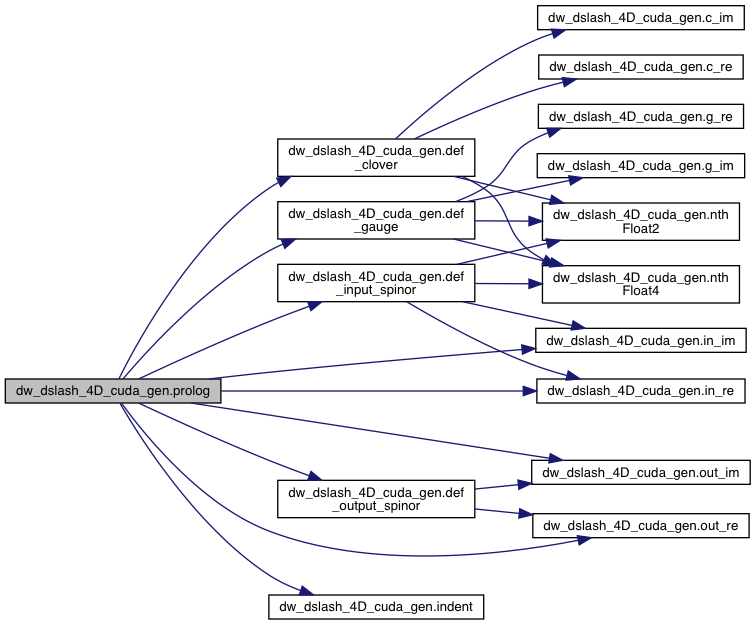 dw_dslash_4D_cuda_gen.c_im
dw_dslash_4D_cuda_gen.c_re
dw_dslash_4D_cuda_gen.g_re
dw_dslash_4D_cuda_gen.def
_clover
dw_dslash_4D_cuda_gen.g_im
dw_dslash_4D_cuda_gen.def
_gauge
dw_dslash_4D_cuda_gen.nth
Float2
dw_dslash_4D_cuda_gen.def
_input_spinor
dw_dslash_4D_cuda_gen.nth
Float4
dw_dslash_4D_cuda_gen.in_im
dw_dslash_4D_cuda_gen.prolog
dw_dslash_4D_cuda_gen.in_re
dw_dslash_4D_cuda_gen.out_im
dw_dslash_4D_cuda_gen.def
_output_spinor
dw_dslash_4D_cuda_gen.out_re
dw_dslash_4D_cuda_gen.indent